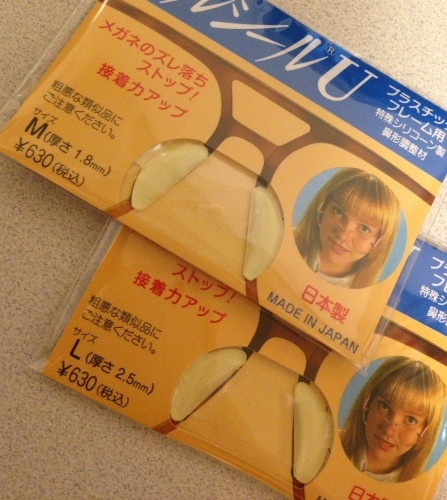 ルシールU®
プラスチック
フレーム用
特殊シリコーン製
鼻形調整材
メガネのズレ落ち
ストップ!
接着力アップ
粗悪な類似品に
ご注意ください。
サイズ
M(厚さ1.8mm)
¥630(税込)
日本製
MADE IN JAPAN
ストップ!
接着力アップ
粗悪な類似品に
ご注意ください。
サイズ
L(厚さ2.5mm)
¥630(税込)